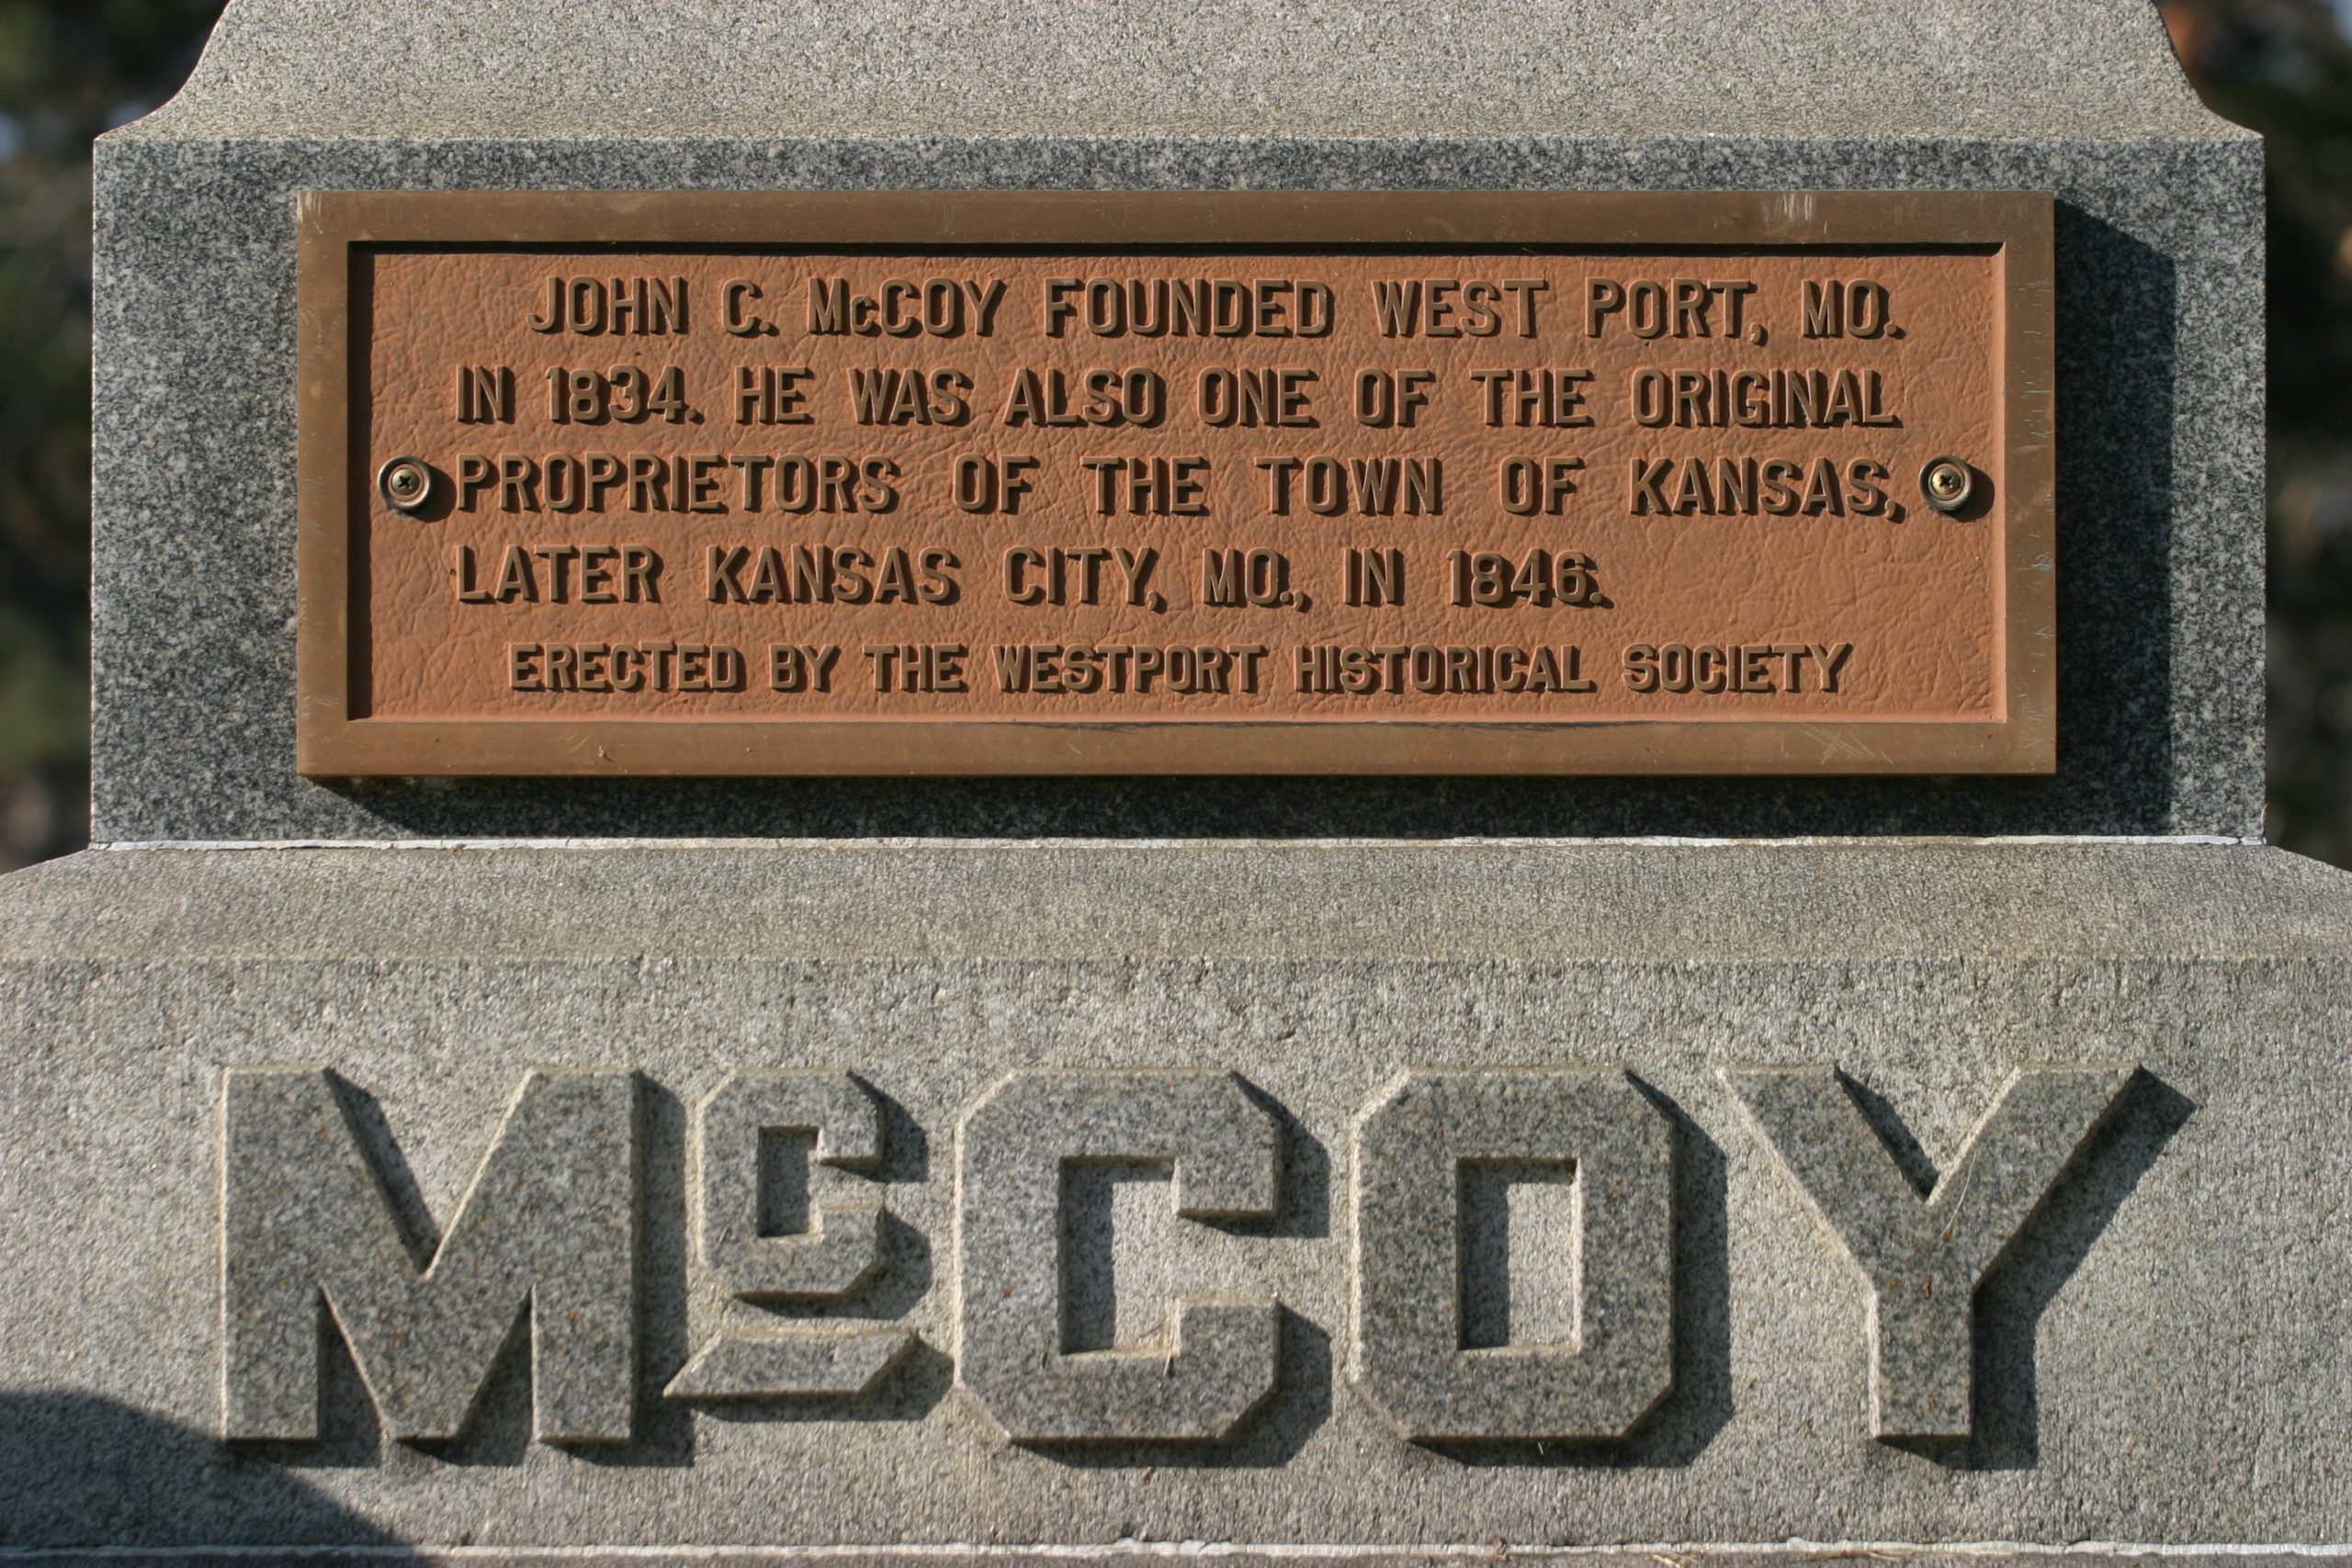 JOHN C. McCOY FOUNDED WEST PORT, MO.
IN 1834. HE WAS ALSO ONE OF THE ORIGINAL
PROPRIETORS OF THE TOWN OF KANSAS,
LATER KANSAS CITY, MO., IN 1846.
ERECTED BY THE WESTPORT HISTORICAL SOCIETY
McCOY